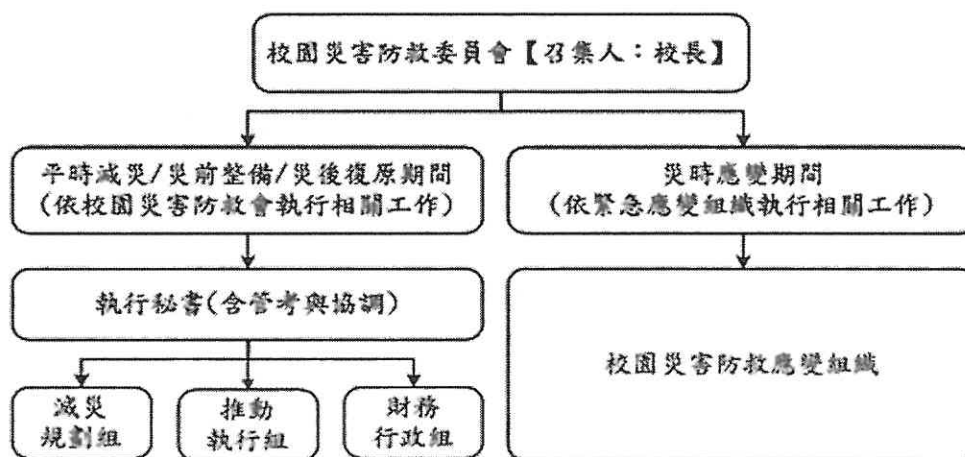 校園災害防救委員會【召集人：校長】
平時減災/災前整備/災後復原期間
(依校園災害防救會執行相關工作)
災時應變期間
(依緊急應變組織執行相關工作)
執行秘書(含管考與協調)
校園災害防救應變組織
減災
規劃組
推動
執行組
財務
行政組